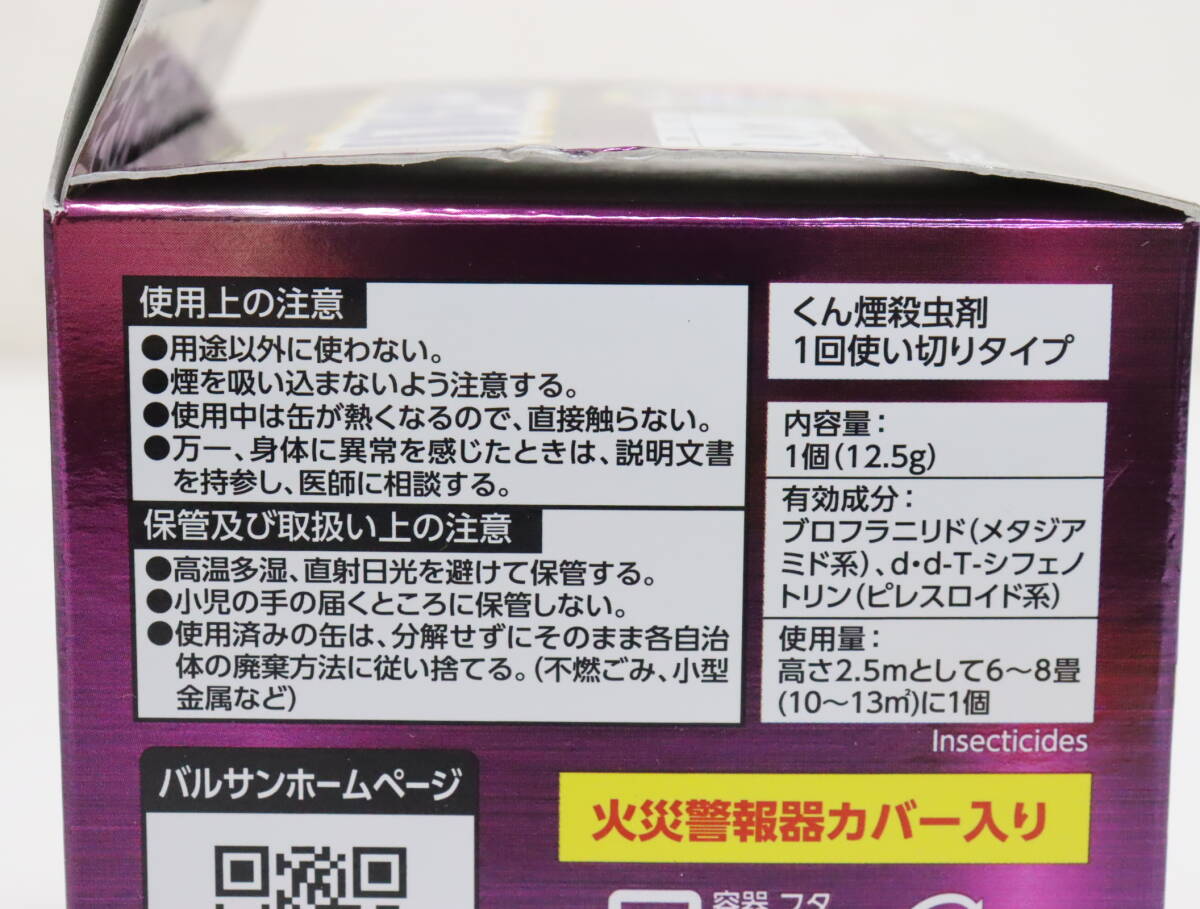 使用上の注意
●用途以外に使わない。
●煙を吸い込まないよう注意する。
●使用中は缶が熱くなるので、直接触らない。
●万一、身体に異常を感じたときは、説明文書
を持参し、医師に相談する。
保管及び取扱い上の注意
●高温多湿、直射日光を避けて保管する。
●小児の手の届くところに保管しない。
●使用済みの缶は、分解せずにそのまま各自治
体の廃棄方法に従い捨てる。(不燃ごみ、小型
金属など)
くん煙殺虫剤
1回使い切りタイプ
内容量:
1個(12.5g)
有効成分:
ブロフラニリド(メタジア
ミド系)、d・d-T-シフェノ
トリン(ピレスロイド系)
使用量:
高さ2.5mとして6〜8畳
(10〜13㎡)に1個
Insecticides
バルサンホームページ
火災警報器カバー入り
容器 フタ